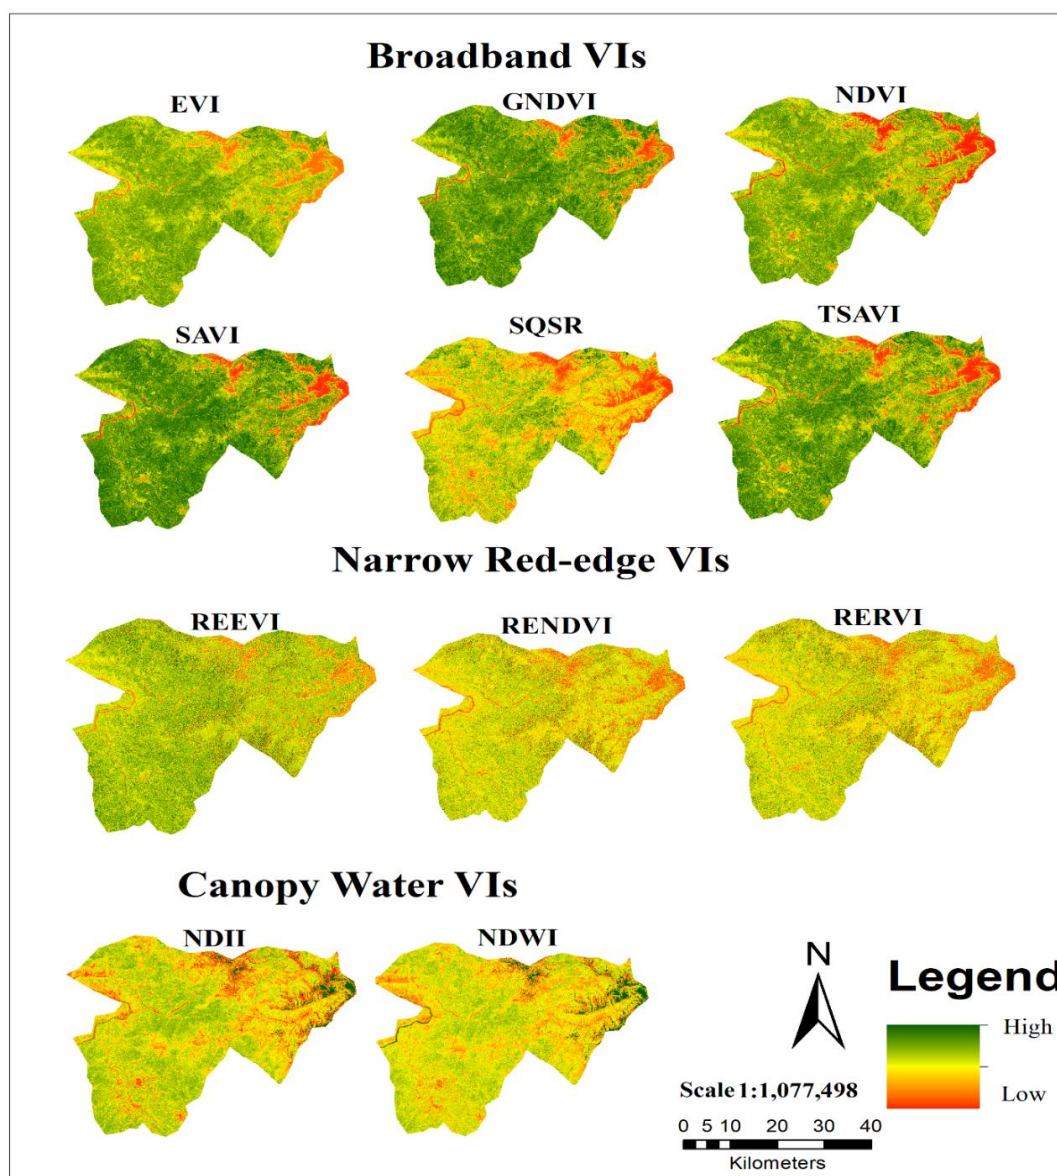 Broadband VIs
EVI
GNDVI
NDVI
SAVI
SQSR
TSAVI
Narrow Red-edge VIs
REEVI
RENDVI
RERVI
Canopy Water VIs
NDII
NDWI
N
Legend
High
Low
Scale 1:1,077,498
0 5 10 20 30 40
Kilometers